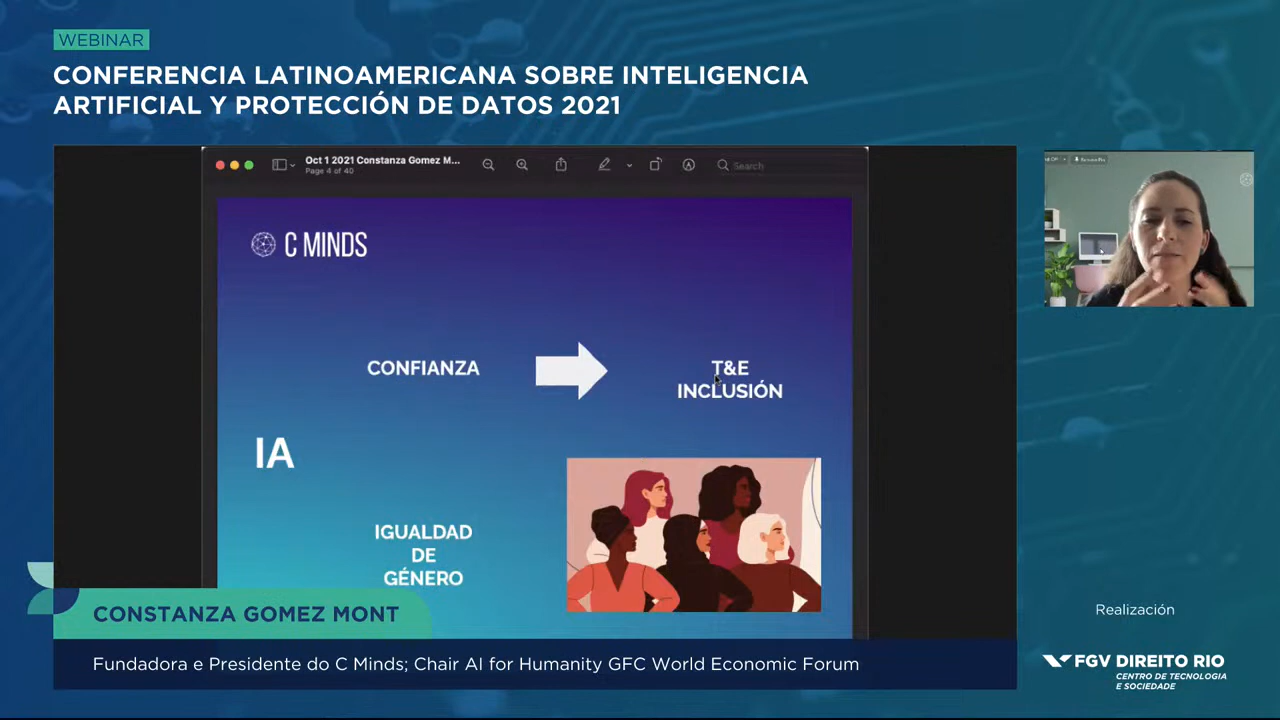 WEBINAR
CONFERENCIA LATINOAMERICANA SOBRE INTELIGENCIA
ARTIFICIAL Y PROTECCIÓN DE DATOS 2021
Oct 1 2021 Constanza Gomez M...
Page 4 of 40
Search
C MINDS
CONFIANZA
T&E
INCLUSIÓN
IA
IGUALDAD
DE
GÉNERO
CONSTANZA GOMEZ MONT
Fundadora e Presidente do C Minds; Chair AI for Humanity GFC World Economic Forum
Realización
FGV DIREITO RIO
CENTRO DE TECNOLOGIA
E SOCIEDADE